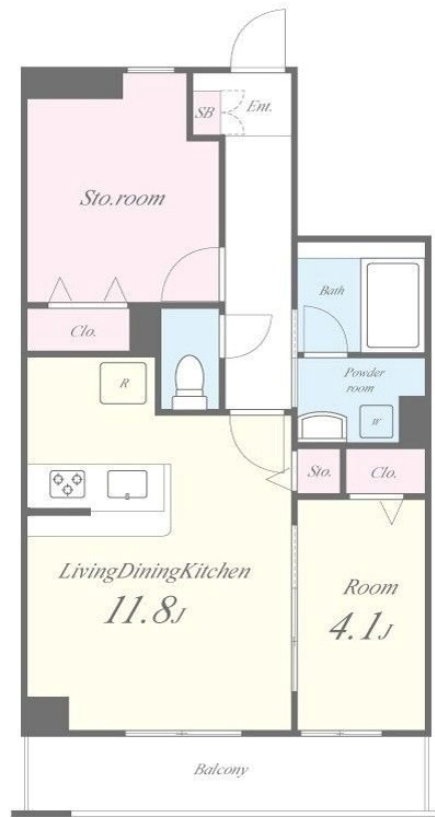 SB
Ent.
Sto.room
Bath
Clo.
Powder
room
R
W
Sto.
Clo.
LivingDiningKitchen
11.8J
Room
4.1J
Balcony